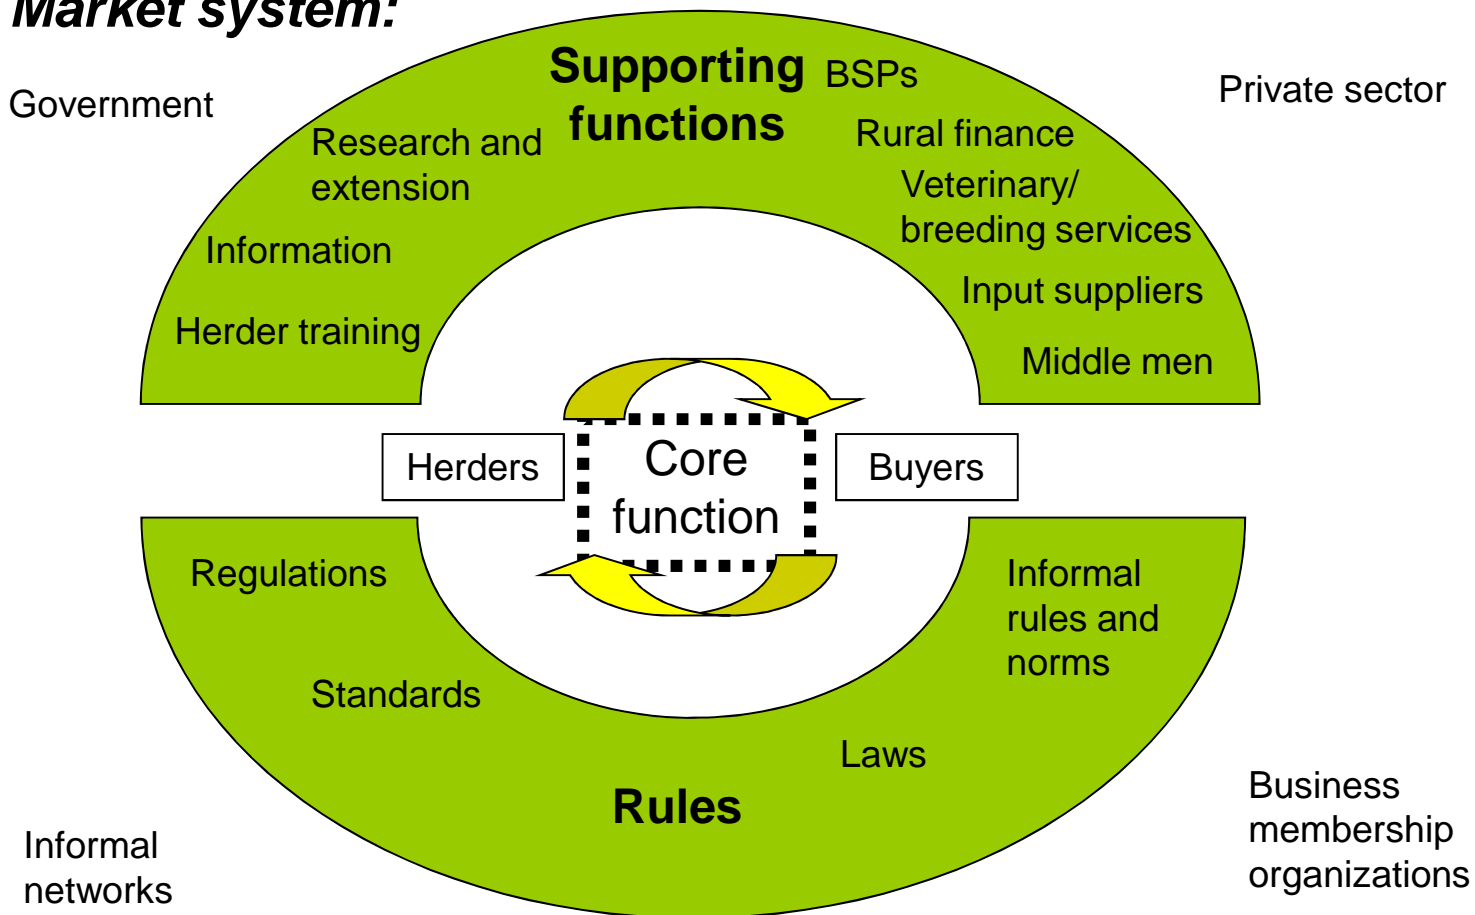 Market system:
Government
Supporting
functions
BSPs
Private sector
Research and
extension
Rural finance
Veterinary/
breeding services
Information
Input suppliers
Herder training
Middle men
Herders
Core
function
Buyers
Regulations
Informal
rules and
norms
Standards
Laws
Rules
Informal
networks
Business
membership
organizations